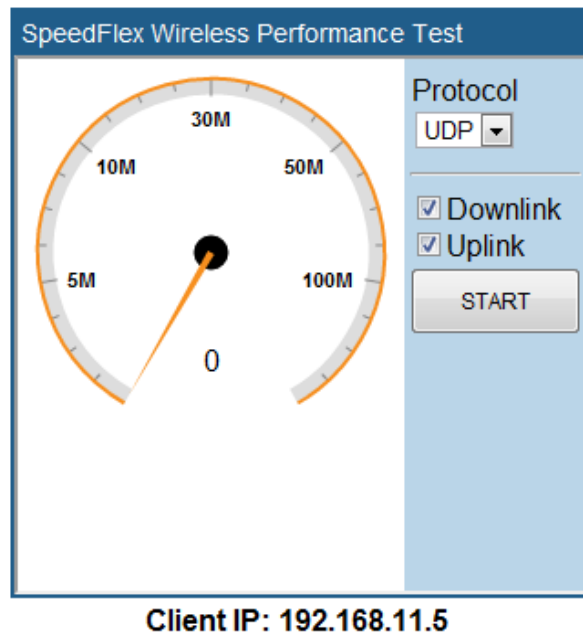 SpeedFlex Wireless Performance Test
Protocol
UDP
30M
10M
50M
5M
100M
0
Downlink
Uplink
START
Client IP: 192.168.11.5